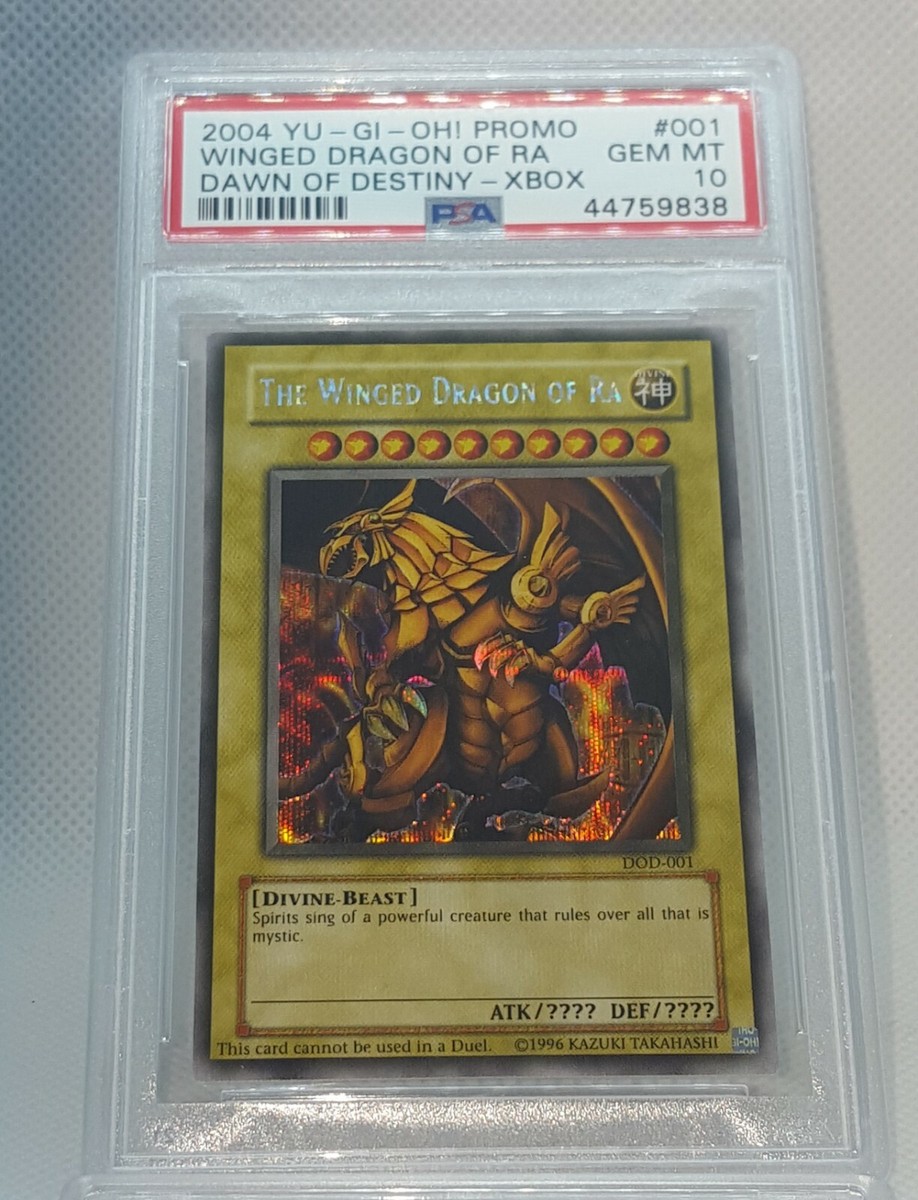 2004 YU-GI-OH! PROMO #001
WINGED DRAGON OF RA GEM MT
DAWN OF DESTINY-XBOX 10
PSA 44759838
THE WINGED DRAGON OF RA
DIVINE
神
DOD-001
[DIVINE-BEAST]
Spirits sing of a powerful creature that rules over all that is
mystic.
ATK/???? DEF/????
This card cannot be used in a Duel. ©1996 KAZUKI TAKAHASHI